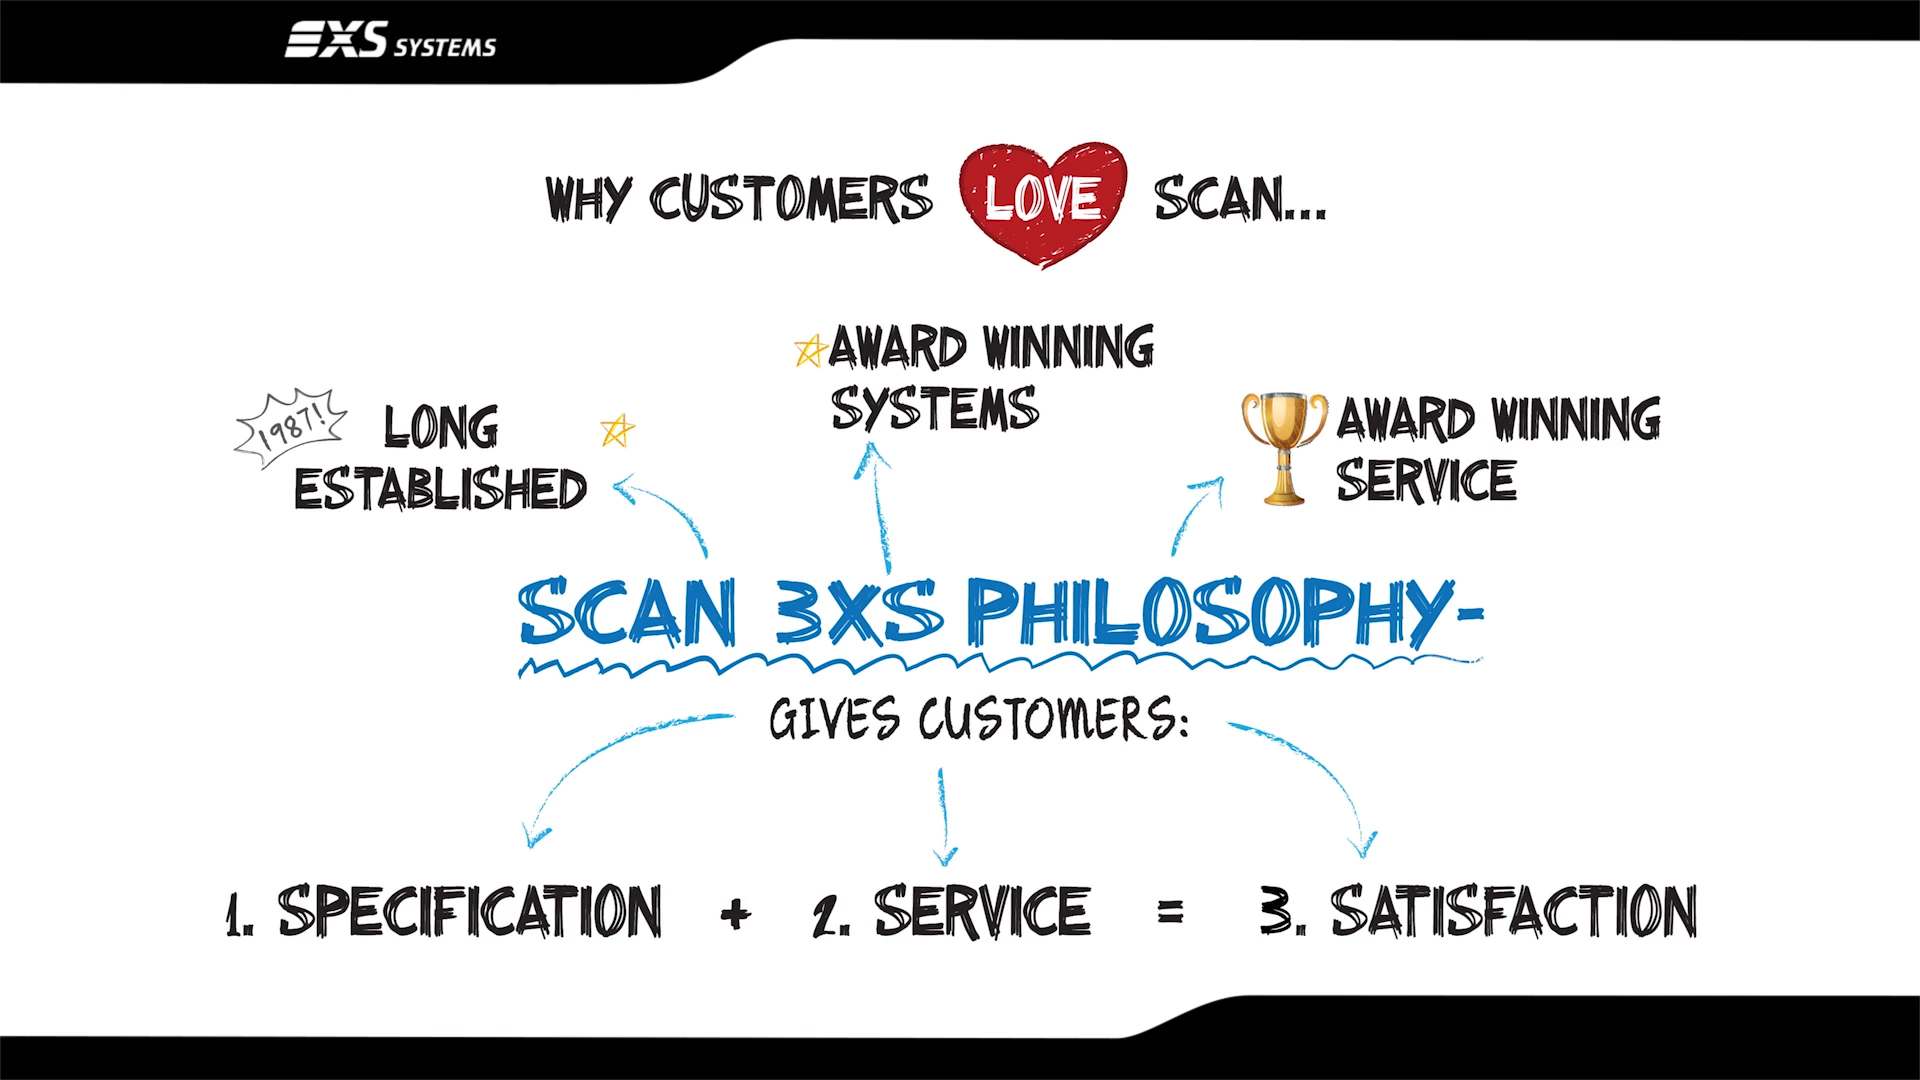 3XS SYSTEMS
WHY CUSTOMERS LOVE SCAN...
1987!
LONG
ESTABLISHED
AWARD WINNING
SYSTEMS
AWARD WINNING
SERVICE
SCAN 3XS PHILOSOPHY-
GIVES CUSTOMERS:
1. SPECIFICATION + 2. SERVICE = 3. SATISFACTION